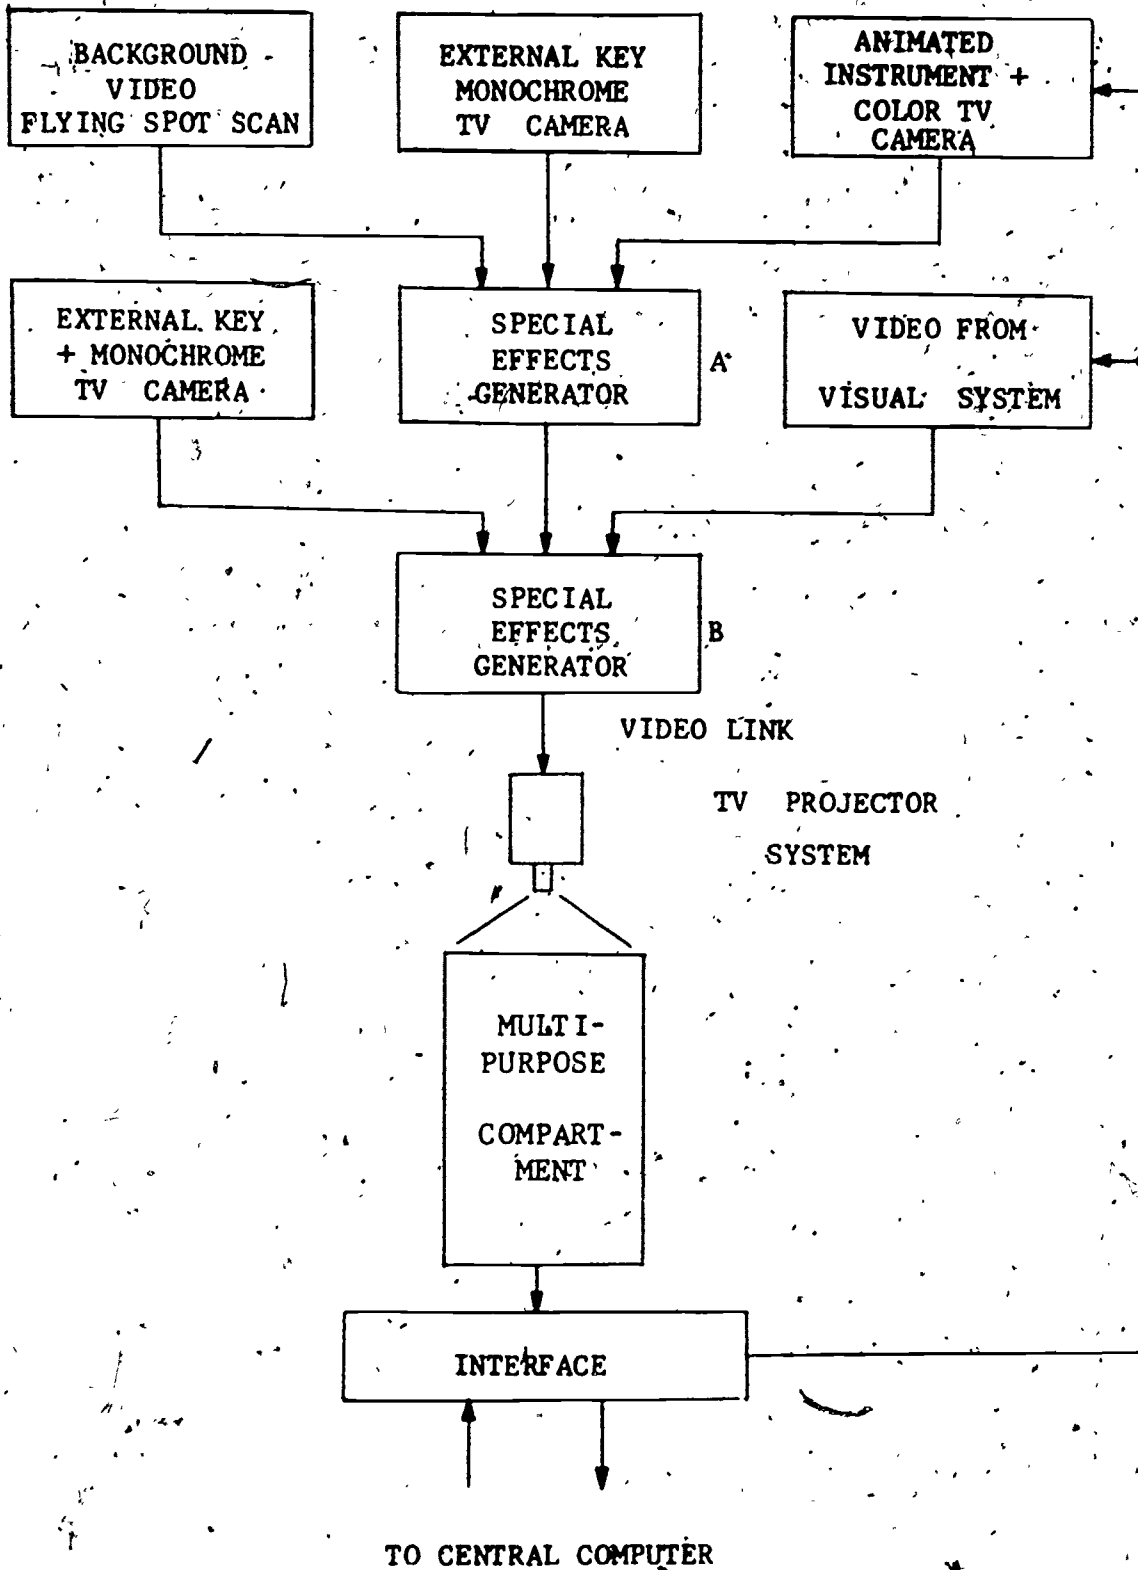 BACKGROUND
VIDEO
FLYING SPOT SCAN
EXTERNAL KEY
MONOCHROME
TV CAMERA
ANIMATED
INSTRUMENT +
COLOR TV
CAMERA
EXTERNAL KEY
+ MONOCHROME
TV CAMERA
SPECIAL
EFFECTS
GENERATOR
A
VIDEO FROM
VISUAL SYSTEM
SPECIAL
EFFECTS
GENERATOR
B
VIDEO LINK
TV PROJECTOR
SYSTEM
MULTI-
PURPOSE
COMPART-
MENT
INTERFACE
TO CENTRAL COMPUTER